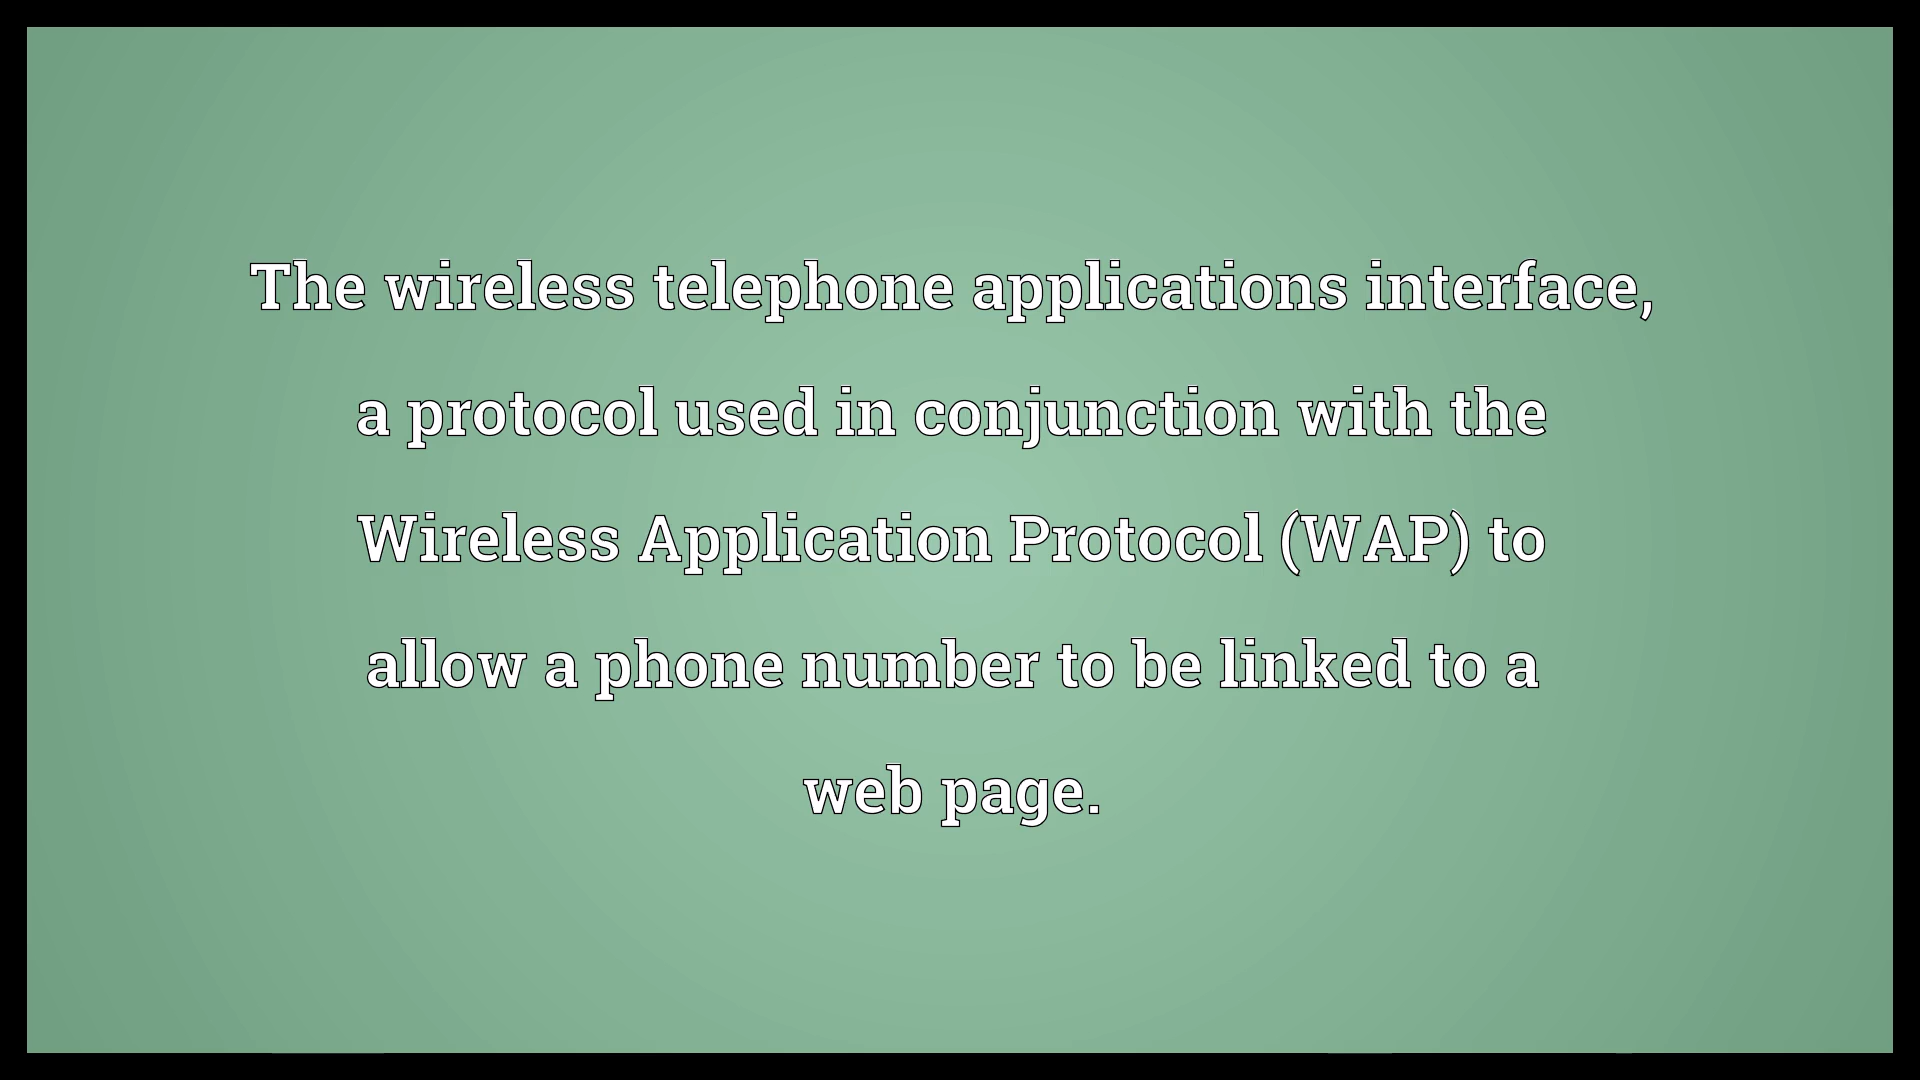 The wireless telephone applications interface,
a protocol used in conjunction with the
Wireless Application Protocol (WAP) to
allow a phone number to be linked to a
web page.